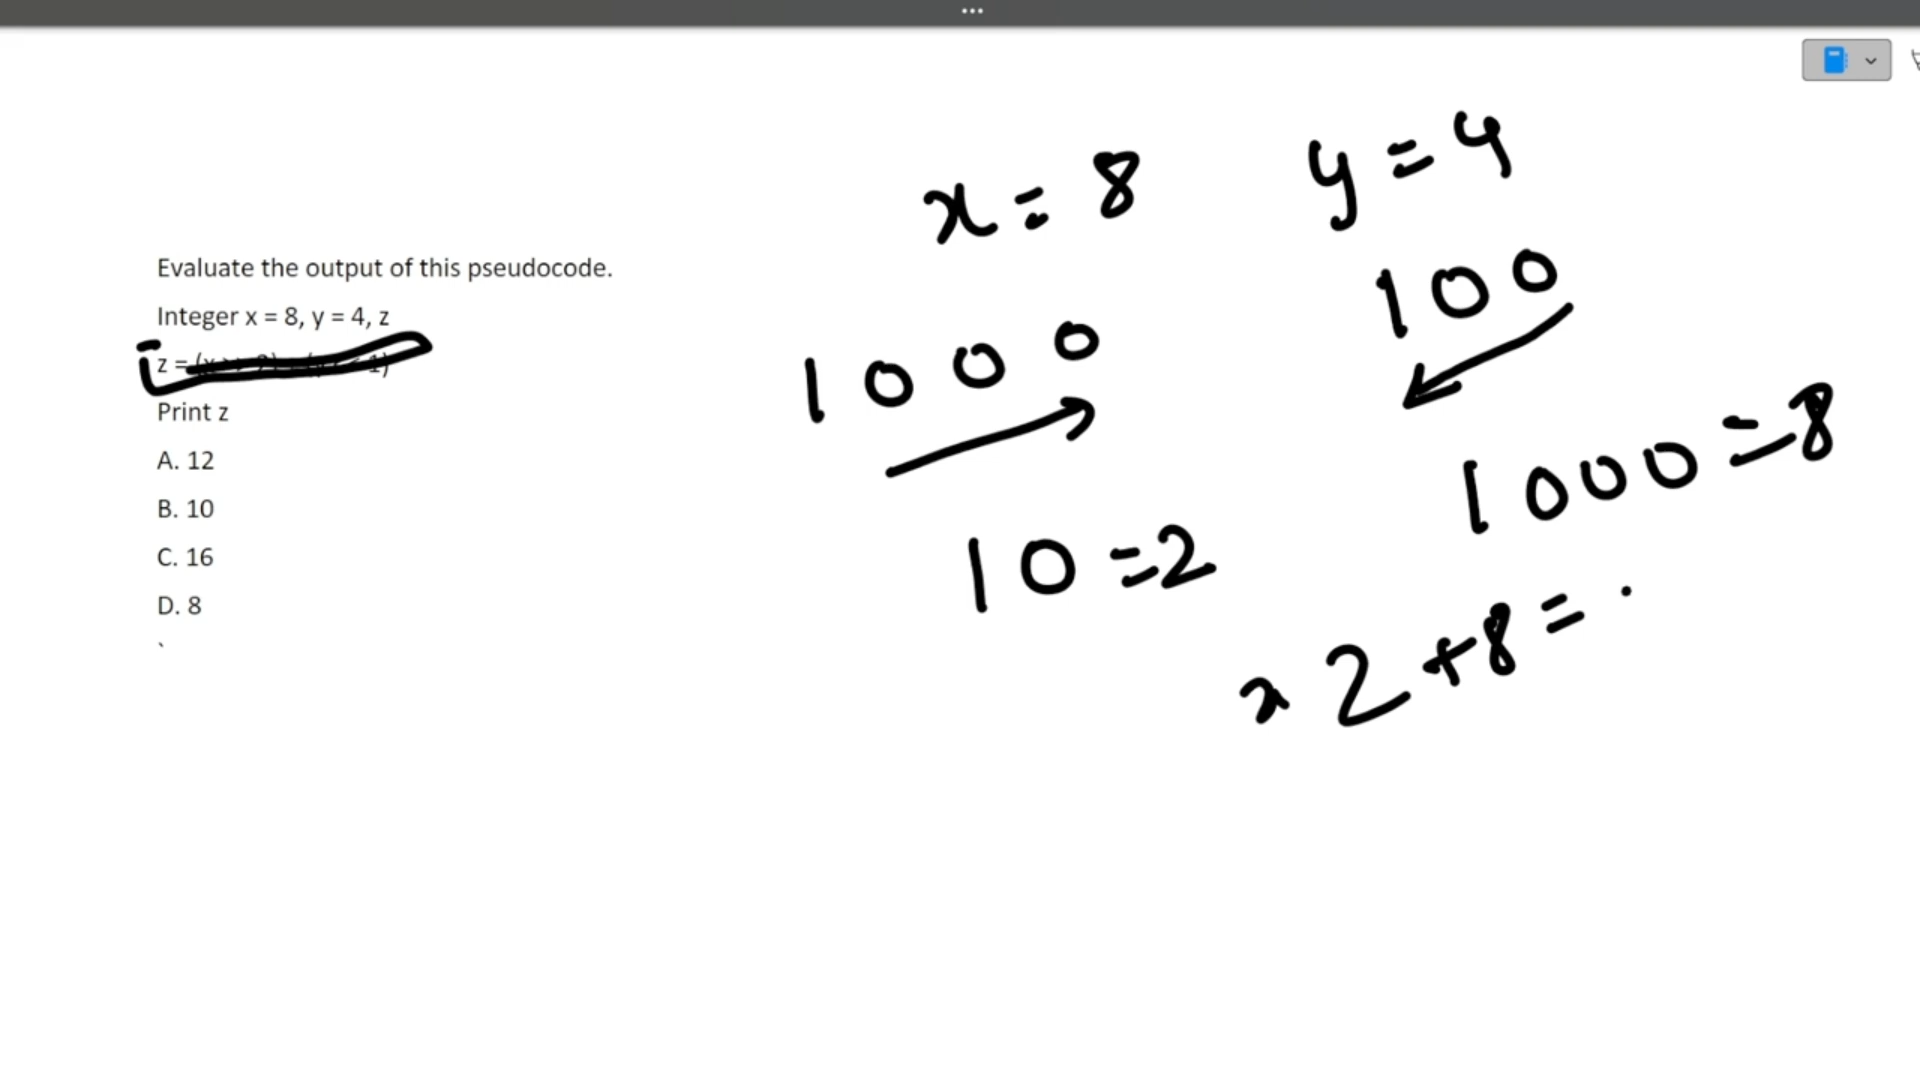 Evaluate the output of this pseudocode.
Integer x = 8, y = 4, z
z = 1)
Print z
A. 12
B. 10
C. 16
D. 8
`
x = 8
y = 4
1000
100
10 = 2
1000 = 8
2 + 8 =